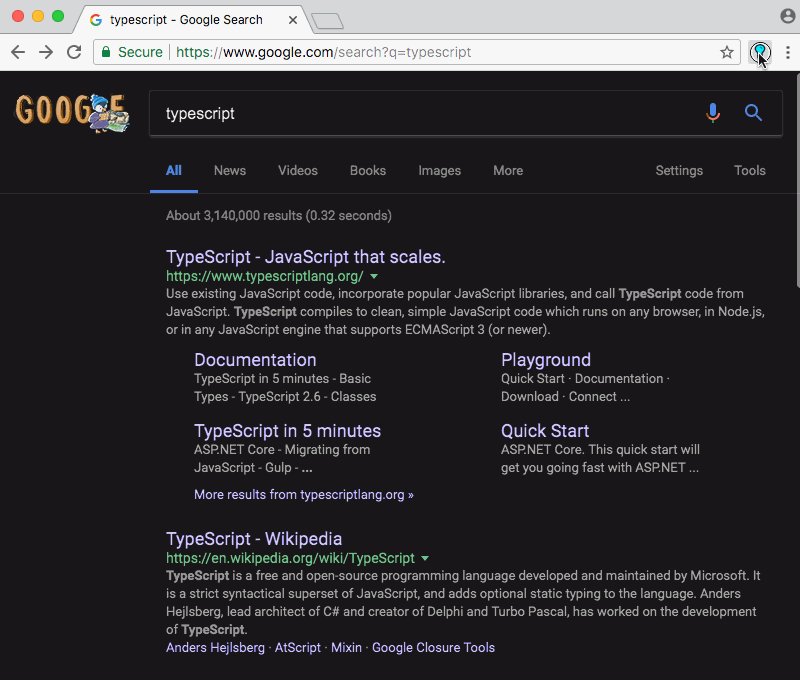 typescript - Google Search
Secure https://www.google.com/search?q=typescript
GOOGLE
typescript
All News Videos Books Images More Settings Tools
About 3,140,000 results (0.32 seconds)
TypeScript - JavaScript that scales.
https://www.typescriptlang.org/
Use existing JavaScript code, incorporate popular JavaScript libraries, and call TypeScript code from
JavaScript. TypeScript compiles to clean, simple JavaScript code which runs on any browser, in Node.js,
or in any JavaScript engine that supports ECMAScript 3 (or newer).
Documentation
TypeScript in 5 minutes - Basic
Types - TypeScript 2.6 - Classes
Playground
Quick Start · Documentation ·
Download · Connect ...
TypeScript in 5 minutes
ASP.NET Core - Migrating from
JavaScript - Gulp - ...
Quick Start
ASP.NET Core. This quick start will
get you going fast with ASP.NET ...
More results from typescriptlang.org »
TypeScript - Wikipedia
https://en.wikipedia.org/wiki/TypeScript
TypeScript is a free and open-source programming language developed and maintained by Microsoft. It
is a strict syntactical superset of JavaScript, and adds optional static typing to the language. Anders
Hejlsberg, lead architect of C# and creator of Delphi and Turbo Pascal, has worked on the development
of TypeScript.
Anders Hejlsberg · AtScript · Mixin · Google Closure Tools